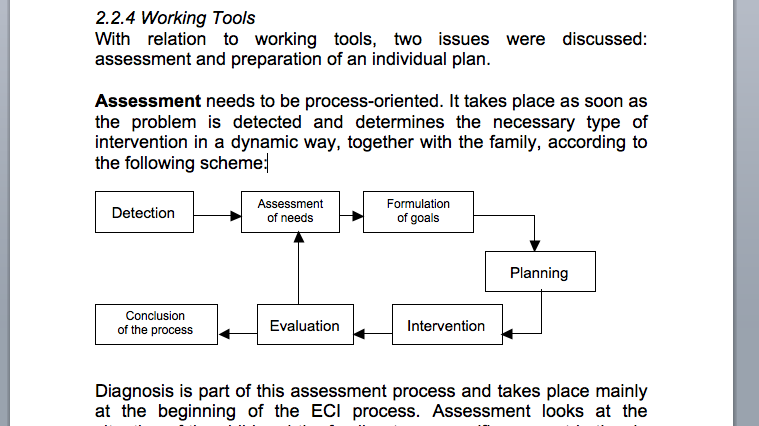 2.2.4 Working Tools
With relation to working tools, two issues were discussed:
assessment and preparation of an individual plan.
Assessment needs to be process-oriented. It takes place as soon as
the problem is detected and determines the necessary type of
intervention in a dynamic way, together with the family, according to
the following scheme:
Detection
Assessment
of needs
Formulation
of goals
Planning
Conclusion
of the process
Evaluation
Intervention
Diagnosis is part of this assessment process and takes place mainly
at the beginning of the ECI process. Assessment looks at the